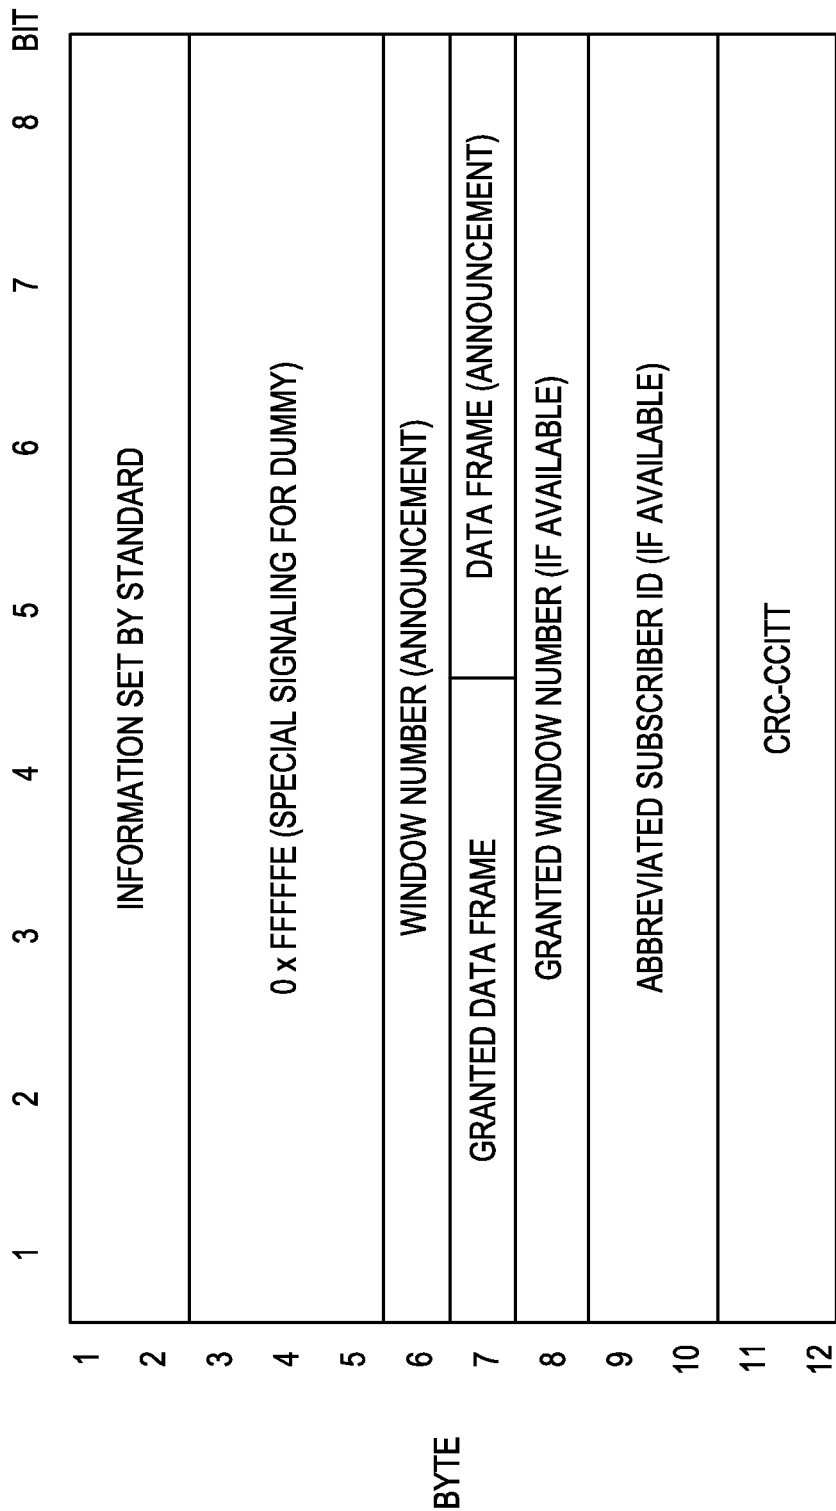 1 2 3 4 5 6 7 8 BIT
BYTE
1
INFORMATION SET BY STANDARD
2
3
4 0 x FFFFFE (SPECIAL SIGNALING FOR DUMMY)
5
6 WINDOW NUMBER (ANNOUNCEMENT)
7 GRANTED DATA FRAME DATA FRAME (ANNOUNCEMENT)
8 GRANTED WINDOW NUMBER (IF AVAILABLE)
9
ABBREVIATED SUBSCRIBER ID (IF AVAILABLE)
10
11
CRC-CCITT
12